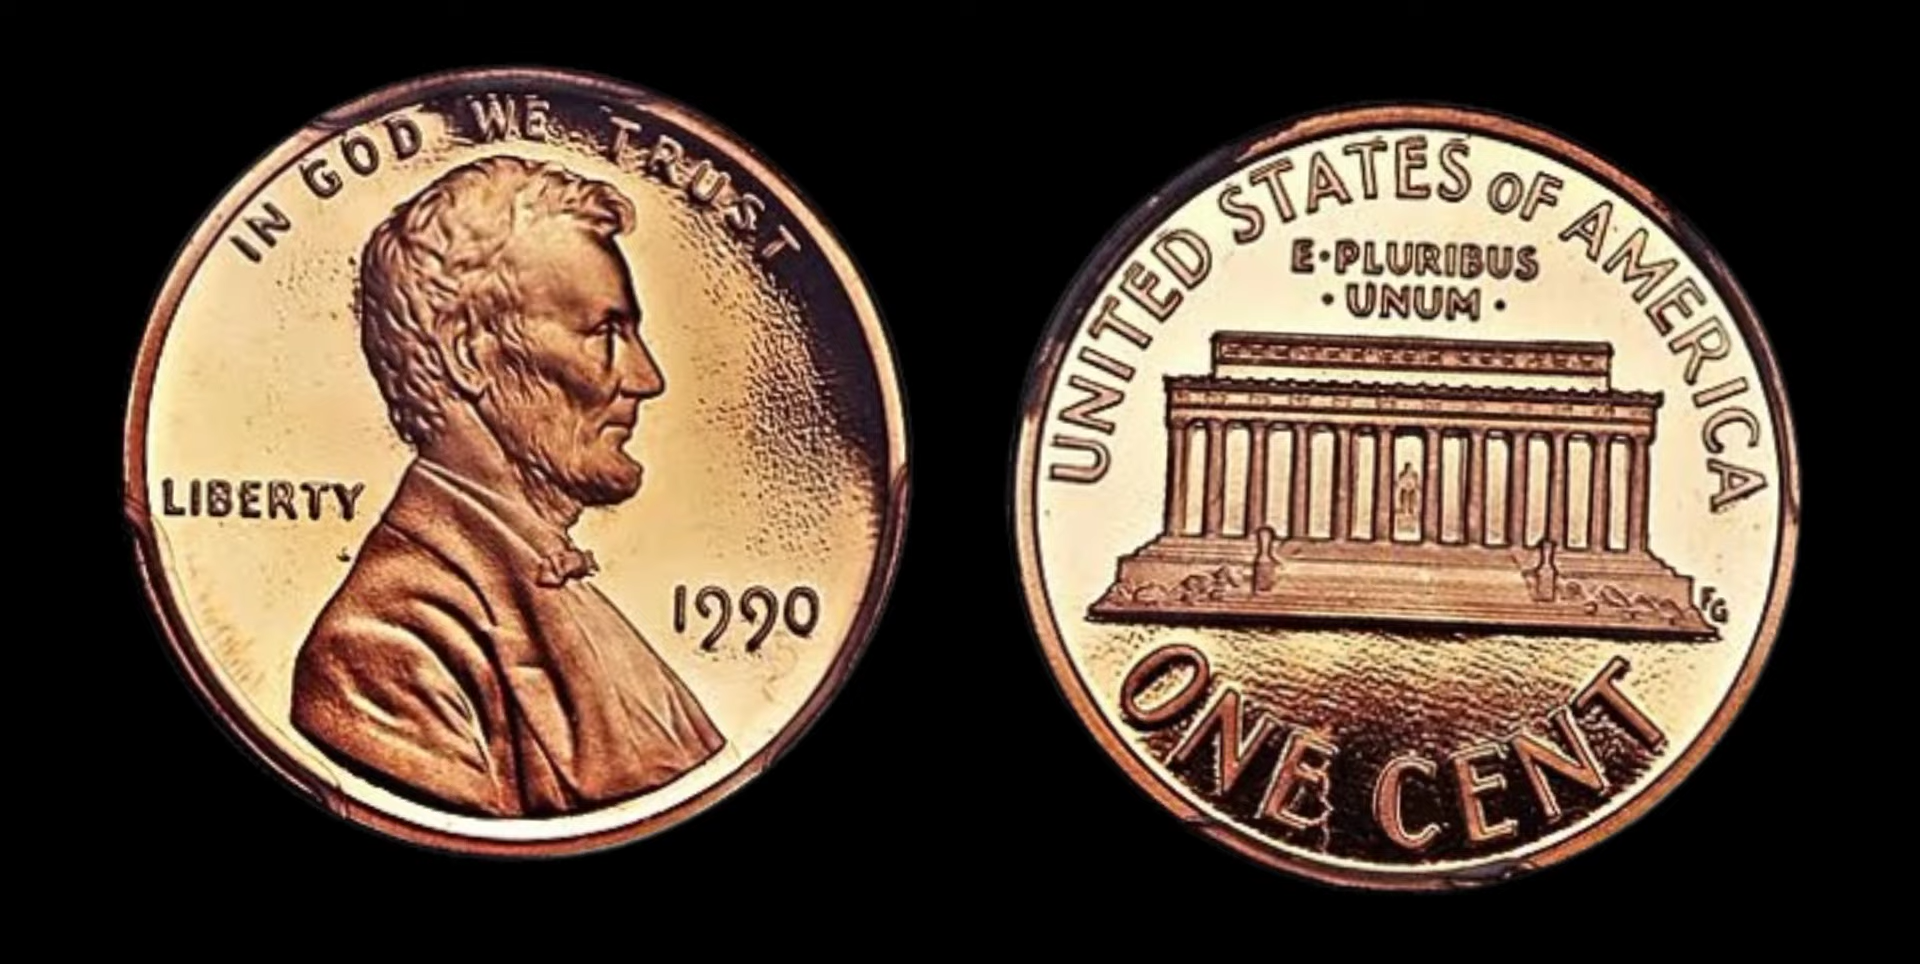 IN GOD WE TRUST
LIBERTY
1990
UNITED STATES OF AMERICA
E·PLURIBUS
·UNUM·
FG
ONE CENT